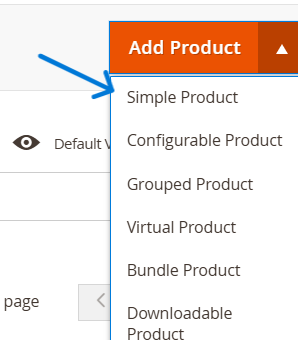 Add Product
Simple Product
Configurable Product
Default V
Grouped Product
Virtual Product
Bundle Product
page
Downloadable
Product